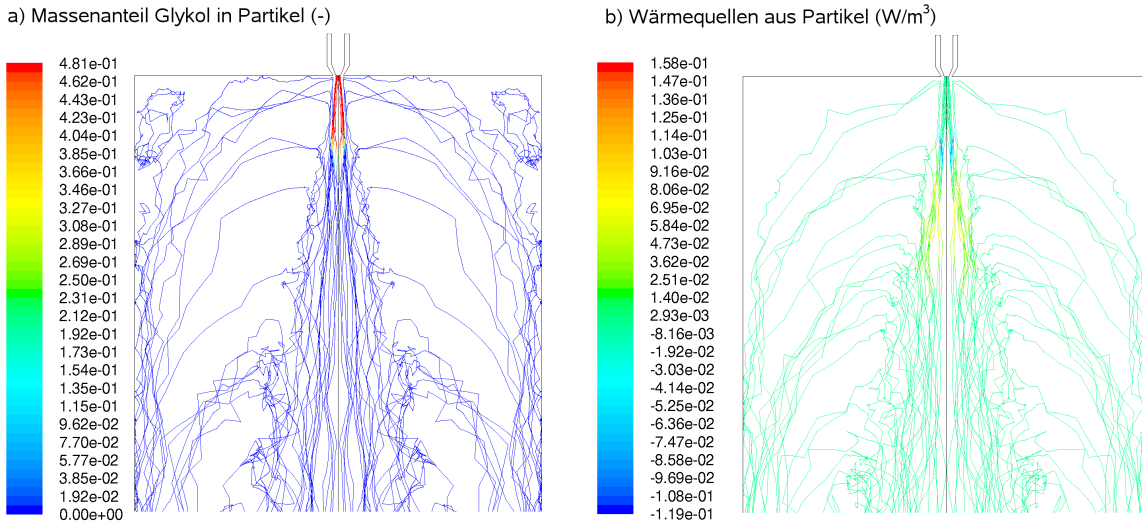 a) Massenanteil Glykol in Partikel (-)
4.81e-01
4.62e-01
4.43e-01
4.23e-01
4.04e-01
3.85e-01
3.66e-01
3.46e-01
3.27e-01
3.08e-01
2.89e-01
2.69e-01
2.50e-01
2.31e-01
2.12e-01
1.92e-01
1.73e-01
1.54e-01
1.35e-01
1.15e-01
9.62e-02
7.70e-02
5.77e-02
3.85e-02
1.92e-02
0.00e+00
b) Wärmequellen aus Partikel (W/m³)
1.58e-01
1.47e-01
1.36e-01
1.25e-01
1.14e-01
1.03e-01
9.16e-02
8.06e-02
6.95e-02
5.84e-02
4.73e-02
3.62e-02
2.51e-02
1.40e-02
2.93e-03
-8.16e-03
-1.92e-02
-3.03e-02
-4.14e-02
-5.25e-02
-6.36e-02
-7.47e-02
-8.58e-02
-9.69e-02
-1.08e-01
-1.19e-01